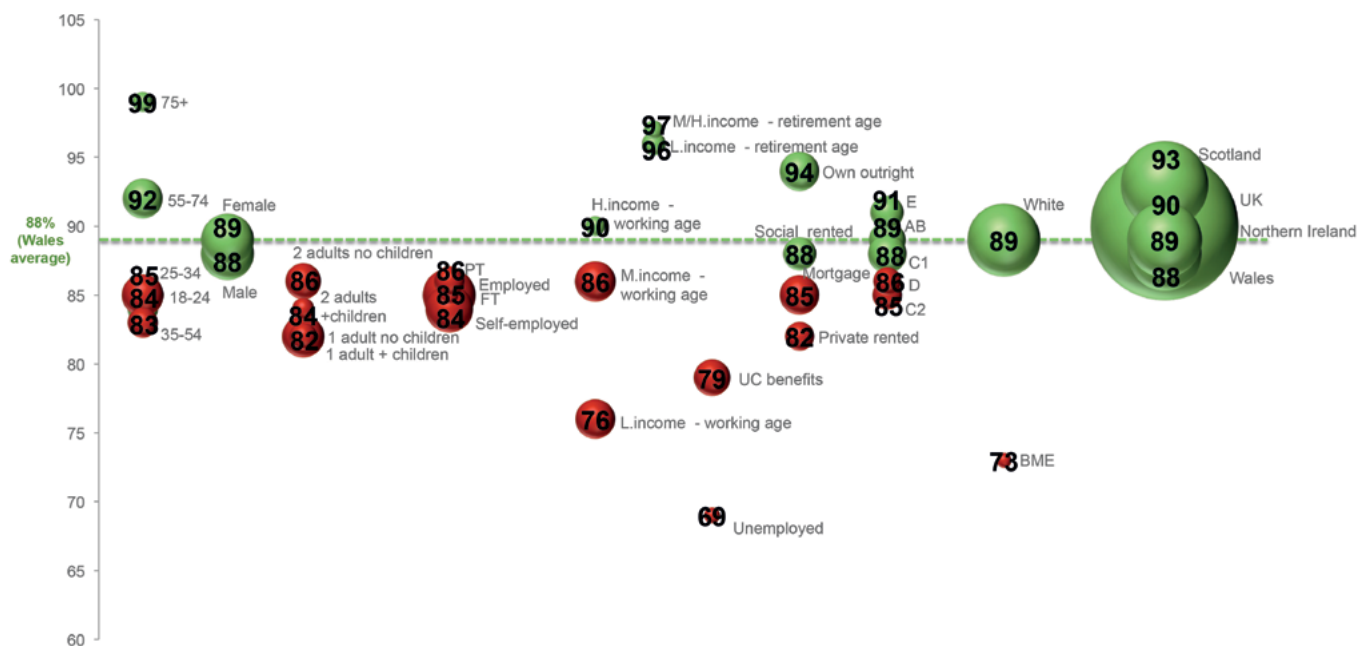 105
100
95
90
85
80
75
70
65
60
88%
(Wales
average)
99 75+
92 55-74
85 25-34
84 18-24
83 35-54
Female
89
88
Male
2 adults no children
86
2 adults
+children
84
1 adult no children
82
1 adult + children
86 PT
Employed
85 FT
84 Self-employed
H.income -
working age
90
86 M.income -
working age
76 L.income - working age
97 M/H.income - retirement age
96 L.income - retirement age
79 UC benefits
69 Unemployed
94 Own outright
Social rented
88
Mortgage
85
82 Private rented
91 E
89 AB
88 C1
86 D
85 C2
White
89
73 BME
93 Scotland
90 UK
89 Northern Ireland
88 Wales